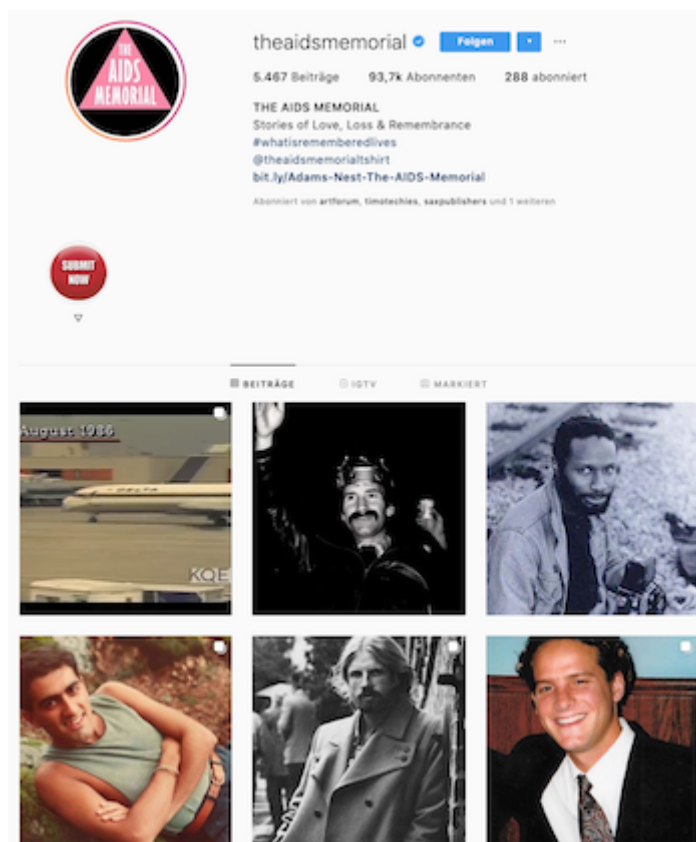 THE
AIDS
MEMORIAL
theaidsmemorial Folgen ...
5.467 Beiträge 93,7k Abonnenten 288 abonniert
THE AIDS MEMORIAL
Stories of Love, Loss & Remembrance
#whatisrememberedlives
@theaidsmemorialtshirt
bit.ly/Adams-Nest-The-AIDS-Memorial
Abonniert von artforum, timotechies, saxpublishers und 1 weiteren
SUBMIT
NOW
BEITRÄGE IGTV MARKIERT
August 1986
DELTA
KQE